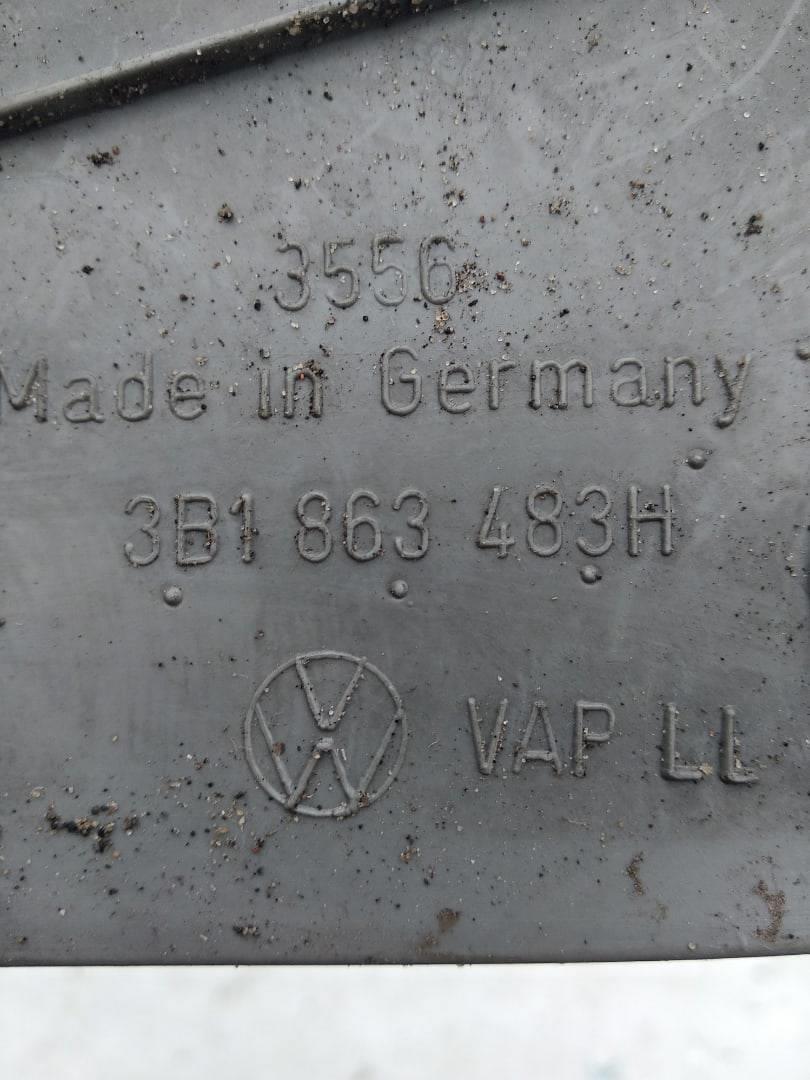 3556
Made in Germany
3B1 863 483H
VAP LL